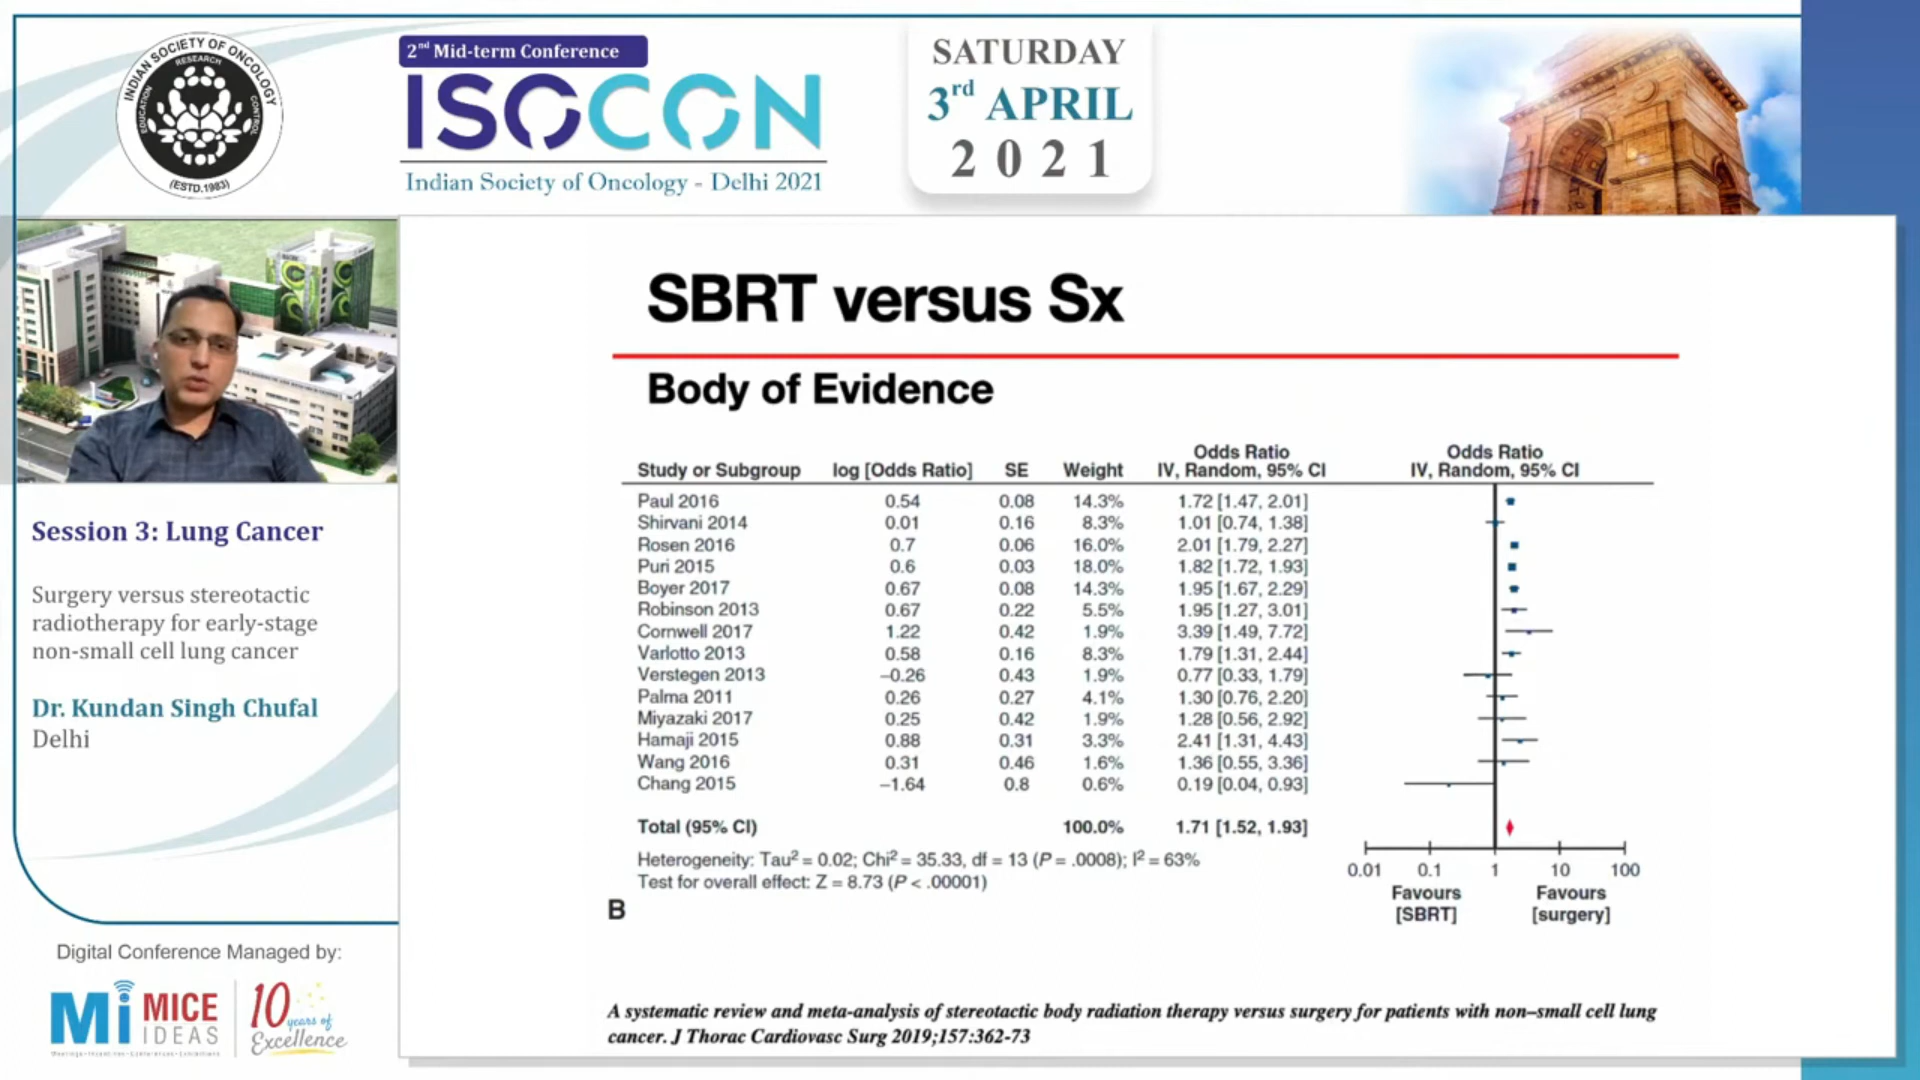 INDIAN SOCIETY OF ONCOLOGY
RESEARCH
EDUCATION
CONTROL
(ESTD.1983)
2nd Mid-term Conference
ISOCON
Indian Society of Oncology - Delhi 2021
SATURDAY
3rd APRIL
2021
Session 3: Lung Cancer
Surgery versus stereotactic
radiotherapy for early-stage
non-small cell lung cancer
Dr. Kundan Singh Chufal
Delhi
Digital Conference Managed by:
Mi MICE
IDEAS
10
years of
Excellence
SBRT versus Sx
Body of Evidence
Odds Ratio Odds Ratio
Study or Subgroup log [Odds Ratio] SE Weight IV, Random, 95% CI IV, Random, 95% CI
Paul 2016 0.54 0.08 14.3% 1.72 [1.47, 2.01]
Shirvani 2014 0.01 0.16 8.3% 1.01 [0.74, 1.38]
Rosen 2016 0.7 0.06 16.0% 2.01 [1.79, 2.27]
Puri 2015 0.6 0.03 18.0% 1.82 [1.72, 1.93]
Boyer 2017 0.67 0.08 14.3% 1.95 [1.67, 2.29]
Robinson 2013 0.67 0.22 5.5% 1.95 [1.27, 3.01]
Cornwell 2017 1.22 0.42 1.9% 3.39 [1.49, 7.72]
Varlotto 2013 0.58 0.16 8.3% 1.79 [1.31, 2.44]
Verstegen 2013 −0.26 0.43 1.9% 0.77 [0.33, 1.79]
Palma 2011 0.26 0.27 4.1% 1.30 [0.76, 2.20]
Miyazaki 2017 0.25 0.42 1.9% 1.28 [0.56, 2.92]
Hamaji 2015 0.88 0.31 3.3% 2.41 [1.31, 4.43]
Wang 2016 0.31 0.46 1.6% 1.36 [0.55, 3.36]
Chang 2015 −1.64 0.8 0.6% 0.19 [0.04, 0.93]
Total (95% CI) 100.0% 1.71 [1.52, 1.93]
Heterogeneity: Tau² = 0.02; Chi² = 35.33, df = 13 (P = .0008); I² = 63%
Test for overall effect: Z = 8.73 (P < .00001)
0.01 0.1 1 10 100
Favours Favours
[SBRT] [surgery]
B
A systematic review and meta-analysis of stereotactic body radiation therapy versus surgery for patients with non–small cell lung
cancer. J Thorac Cardiovasc Surg 2019;157:362-73